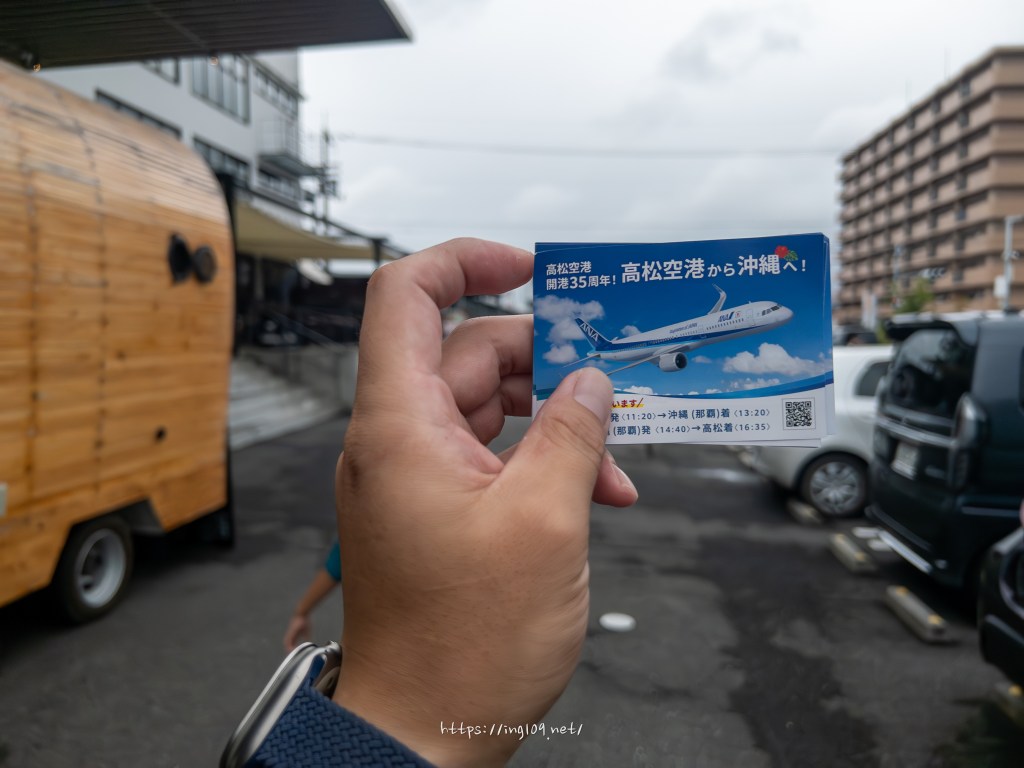 高松空港
開港35周年!
高松空港から沖縄へ!
ANA
ANA
います
発〈11:20〉→沖縄(那覇)着〈13:20〉
(那覇)発〈14:40〉→高松着〈16:35〉
https://ing109.net/